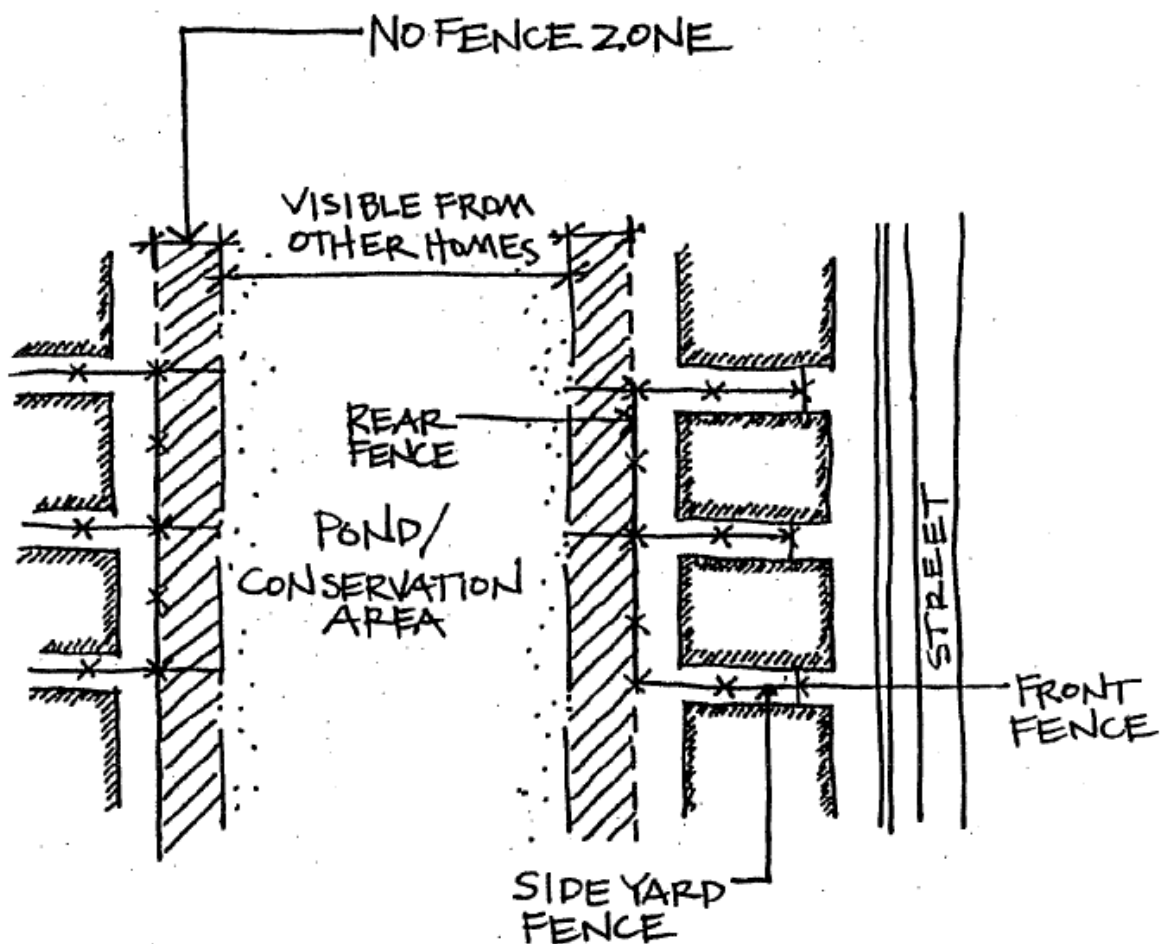 NO FENCE ZONE
VISIBLE FROM
OTHER HOMES
REAR
FENCE
POND/
CONSERVATION
AREA
STREET
FRONT
FENCE
SIDE YARD
FENCE